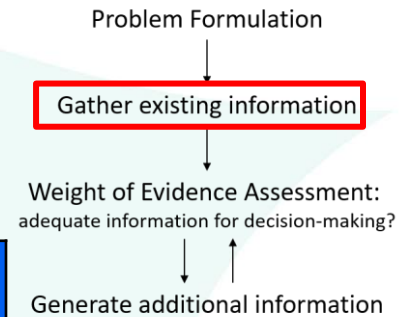 Problem Formulation
Gather existing information
Weight of Evidence Assessment:
adequate information for decision-making?
Generate additional information